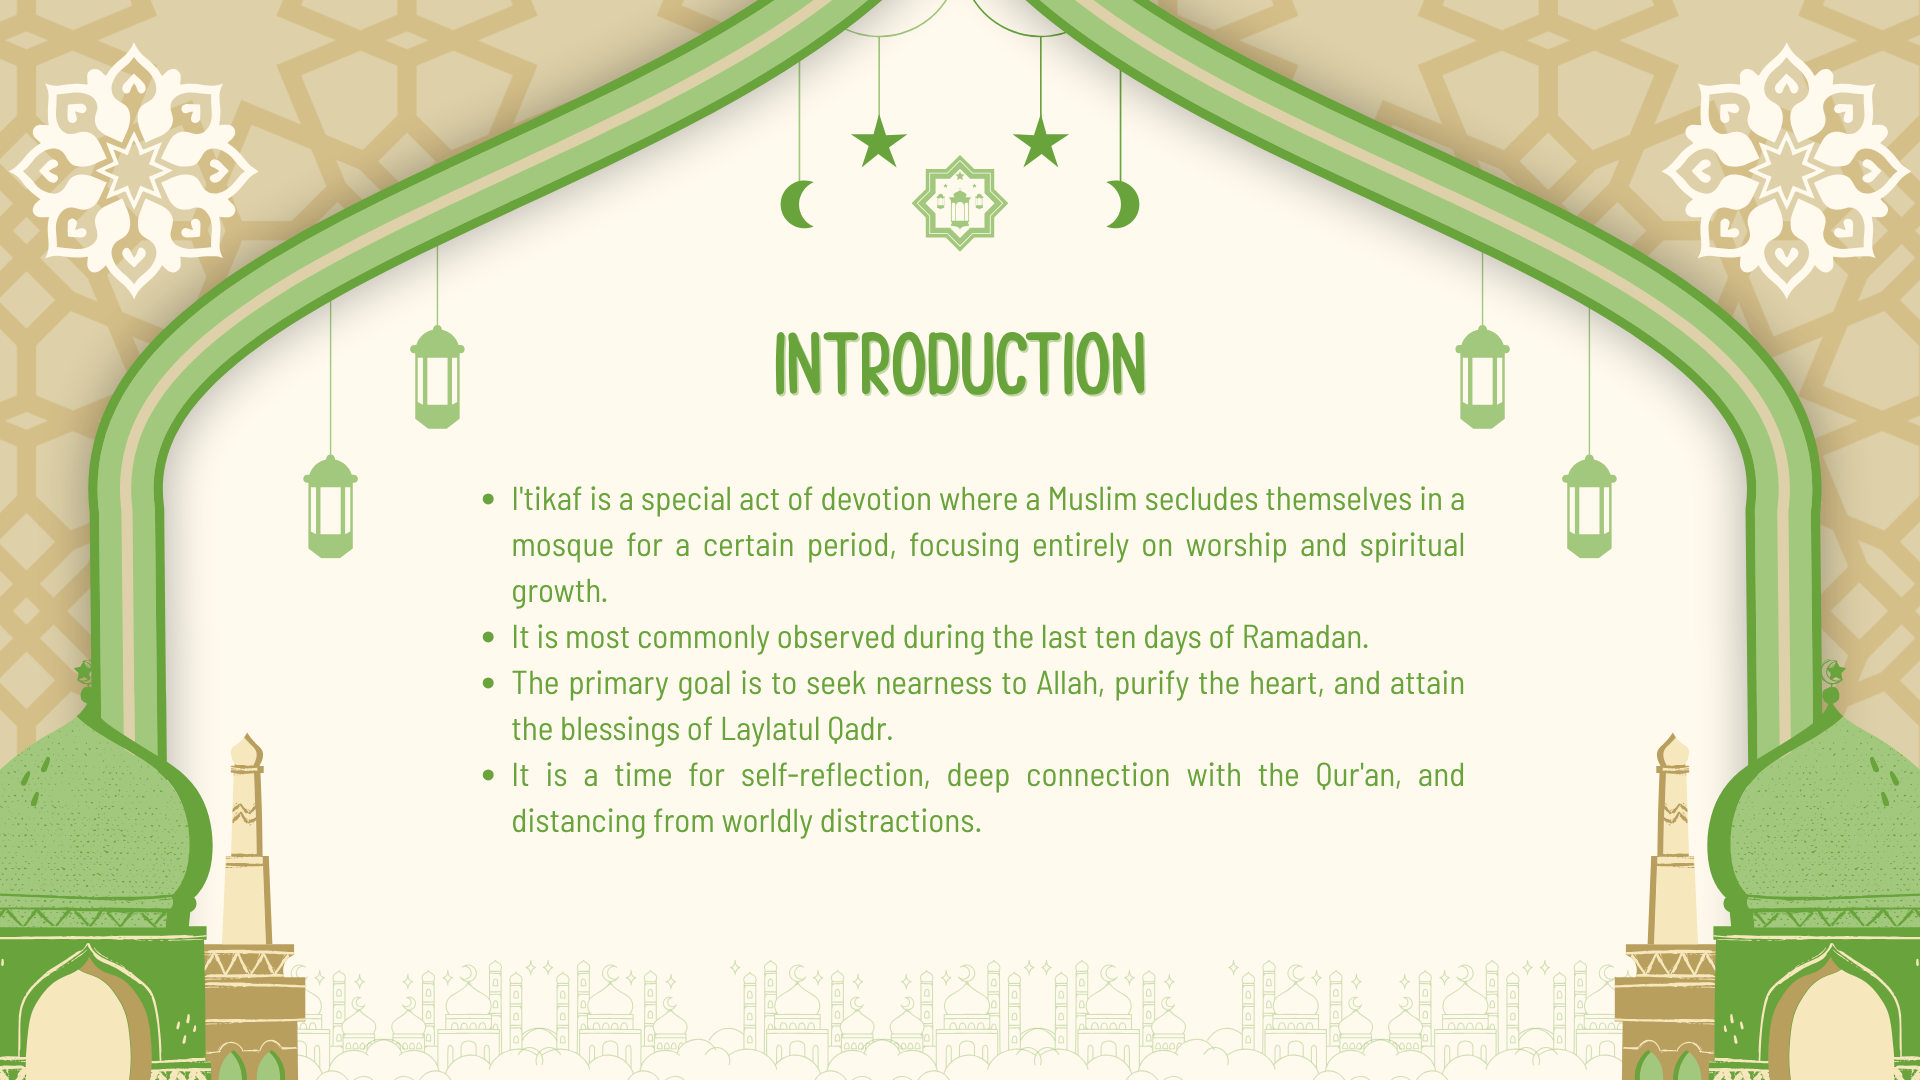 INTRODUCTION
• I'tikaf is a special act of devotion where a Muslim secludes themselves in a
mosque for a certain period, focusing entirely on worship and spiritual
growth.
• It is most commonly observed during the last ten days of Ramadan.
• The primary goal is to seek nearness to Allah, purify the heart, and attain
the blessings of Laylatul Qadr.
• It is a time for self-reflection, deep connection with the Qur'an, and
distancing from worldly distractions.